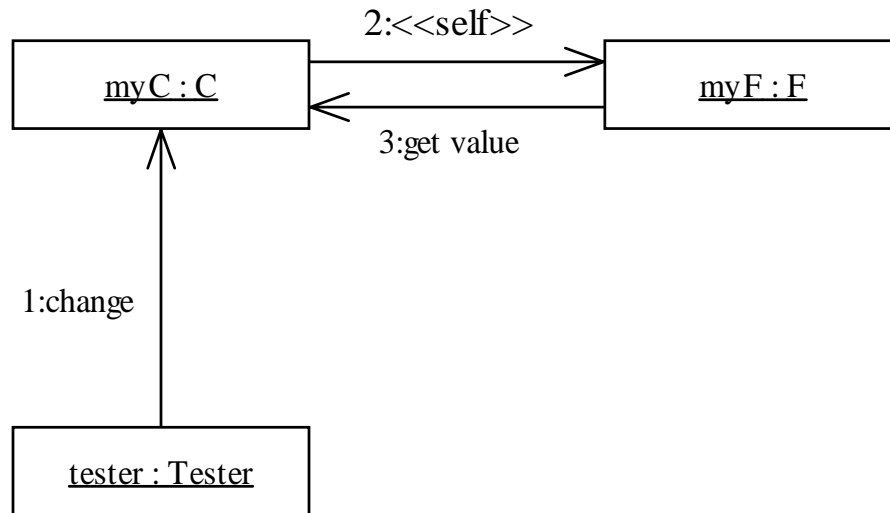 2:<<self>>
myC : C
myF : F
3:get value
1:change
tester : Tester